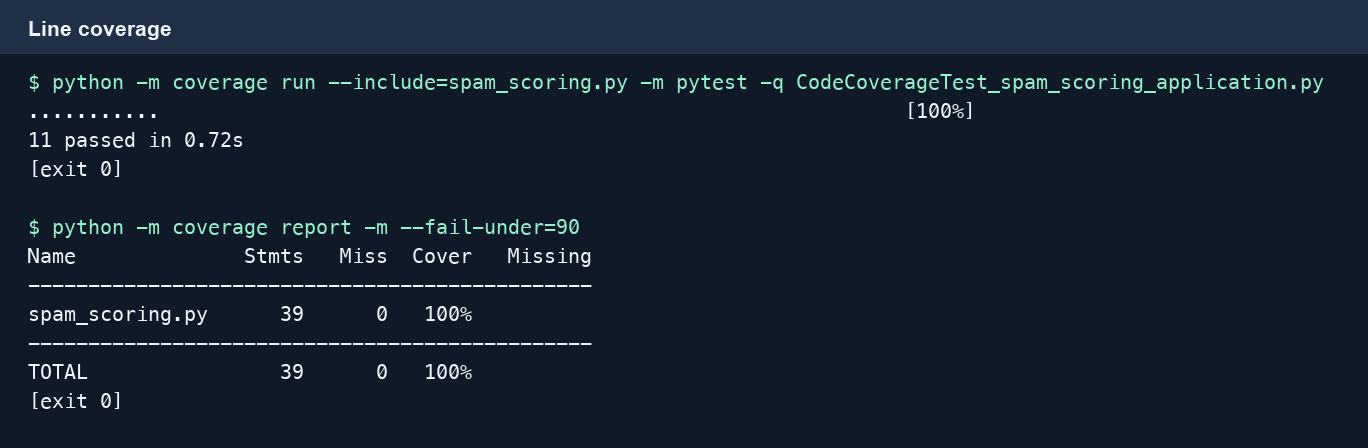 Line coverage
$ python -m coverage run --include=spam_scoring.py -m pytest -q CodeCoverageTest_spam_scoring_application.py
........... [100%]
11 passed in 0.72s
[exit 0]
$ python -m coverage report -m --fail-under=90
Name Stmts Miss Cover Missing
-----------------------------------------------
spam_scoring.py 39 0 100%
-----------------------------------------------
TOTAL 39 0 100%
[exit 0]